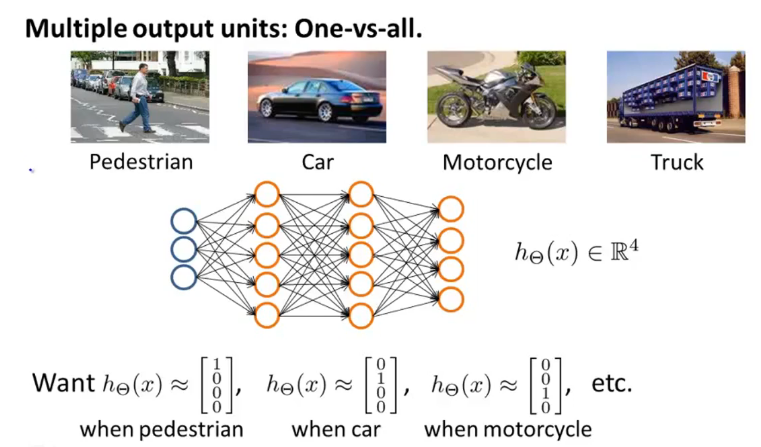 Multiple output units: One-vs-all.
Pedestrian Car Motorcycle Truck
hΘ(x) ∈ ℝ⁴
Want hΘ(x) ≈ [1 0 0 0], hΘ(x) ≈ [0 1 0 0], hΘ(x) ≈ [0 0 1 0], etc.
when pedestrian when car when motorcycle